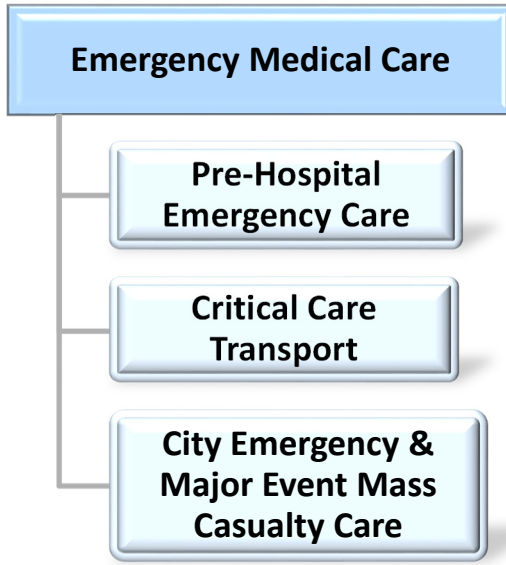 Emergency Medical Care
Pre-Hospital
Emergency Care
Critical Care
Transport
City Emergency &
Major Event Mass
Casualty Care